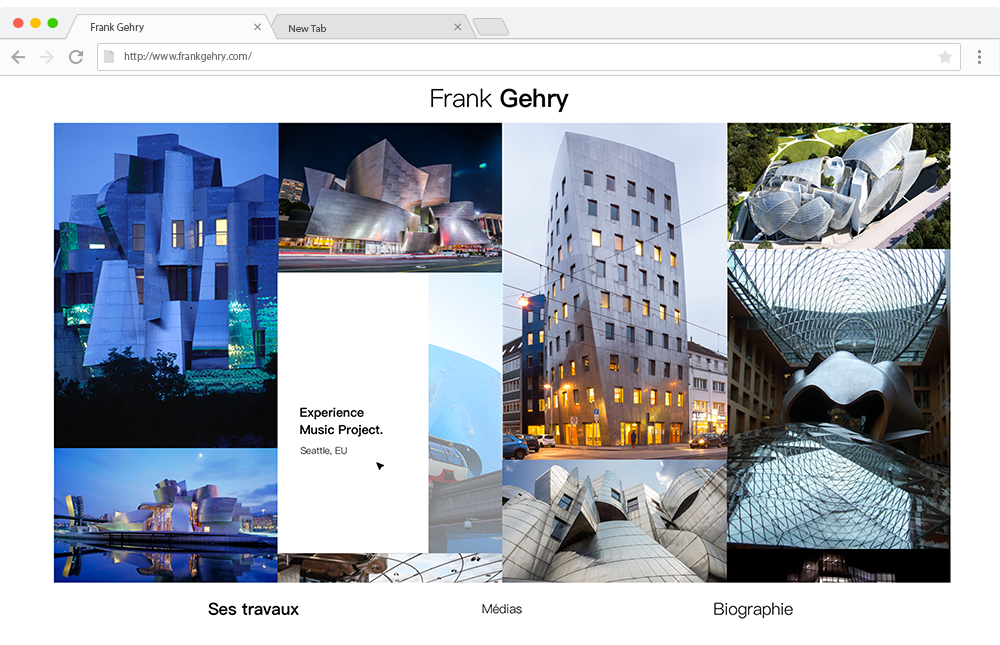 Frank Gehry
New Tab
http://www.frankgehry.com/
Frank Gehry
Experience
Music Project.
Seattle, EU
Ses travaux
Médias
Biographie